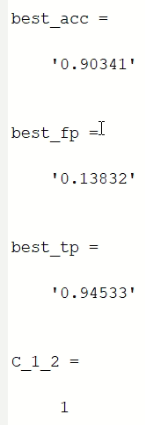 best_acc =
'0.90341'
best_fp =
'0.13832'
best_tp =
'0.94533'
C_1_2 =
1